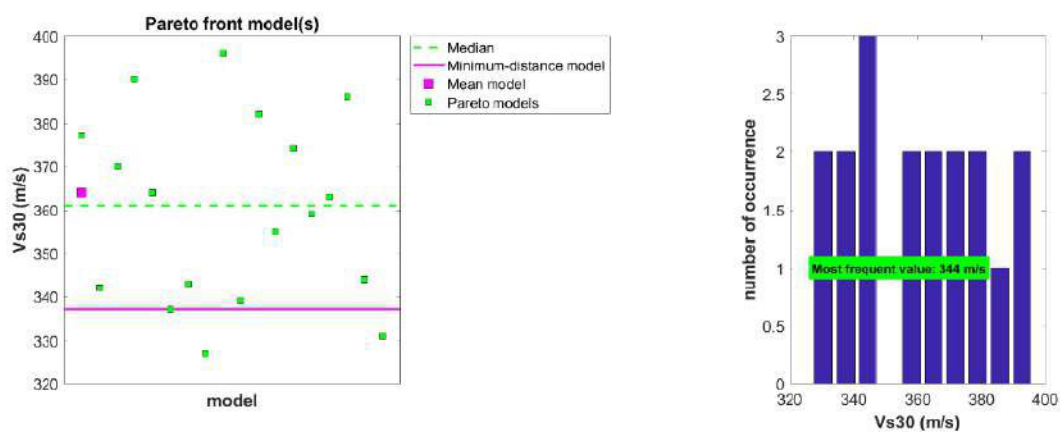 Pareto front model(s)
400
390
380
370
360
350
340
330
320
Vs30 (m/s)
model
Median
Minimum-distance model
Mean model
Pareto models
3
2.5
2
1.5
1
0.5
0
number of occurrence
Most frequent value: 344 m/s
320 340 360 380 400
Vs30 (m/s)